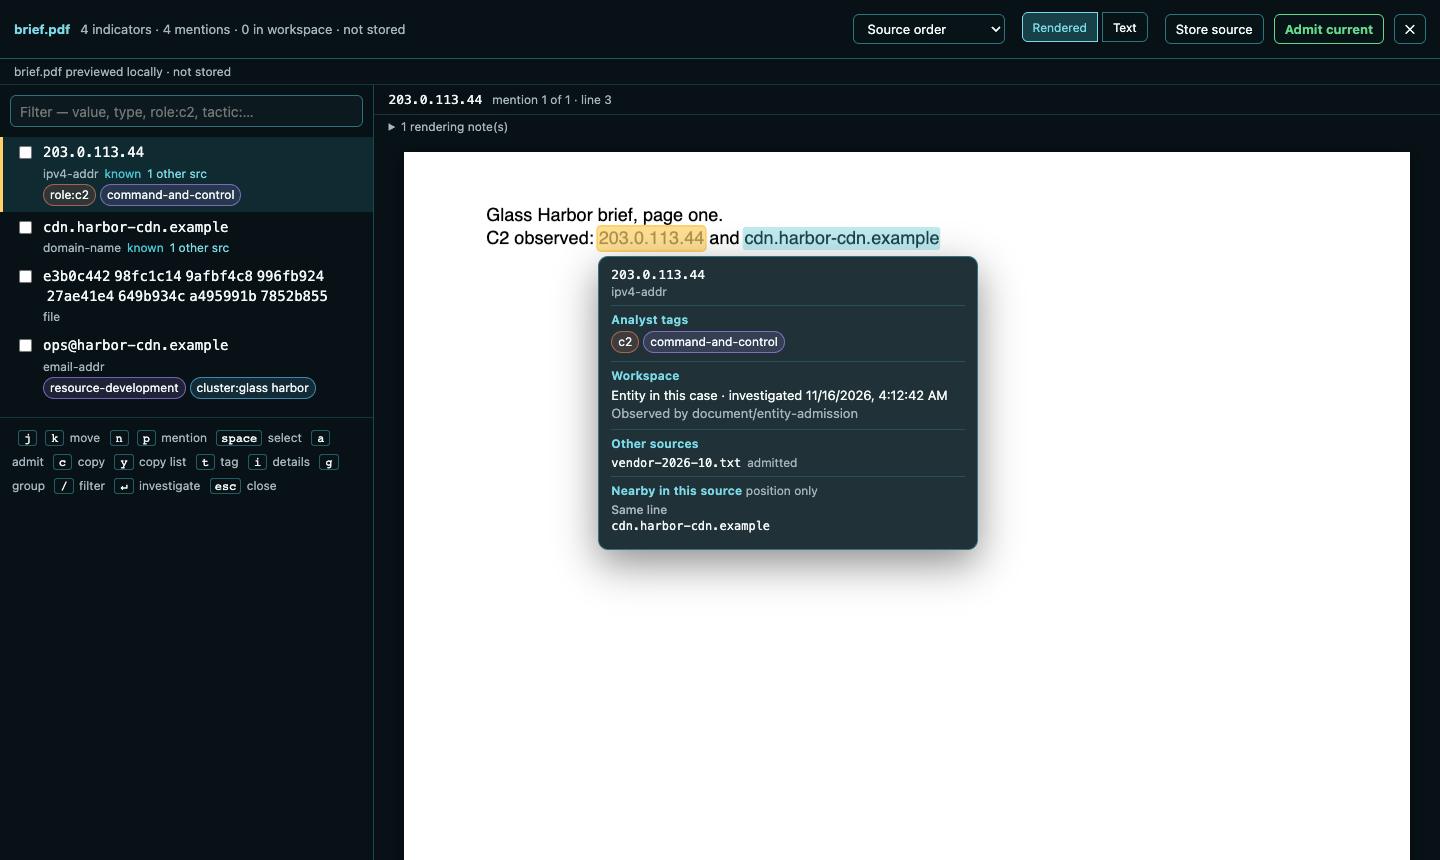 brief.pdf 4 indicators · 4 mentions · 0 in workspace · not stored
Source order
Rendered
Text
Store source
Admit current
✕
brief.pdf previewed locally · not stored
Filter — value, type, role:c2, tactic:...
203.0.113.44
ipv4-addr known 1 other src
role:c2 command-and-control
cdn.harbor-cdn.example
domain-name known 1 other src
e3b0c442 98fc1c14 9afbf4c8 996fb924
27ae41e4 649b934c a495991b 7852b855
file
ops@harbor-cdn.example
email-addr
resource-development cluster:glass harbor
j k move n p mention space select a
admit c copy y copy list t tag i details g
group / filter ↵ investigate esc close
203.0.113.44 mention 1 of 1 · line 3
▶ 1 rendering note(s)
Glass Harbor brief, page one.
C2 observed: 203.0.113.44 and cdn.harbor-cdn.example
203.0.113.44
ipv4-addr
Analyst tags
c2 command-and-control
Workspace
Entity in this case · investigated 11/16/2026, 4:12:42 AM
Observed by document/entity-admission
Other sources
vendor-2026-10.txt admitted
Nearby in this source position only
Same line
cdn.harbor-cdn.example